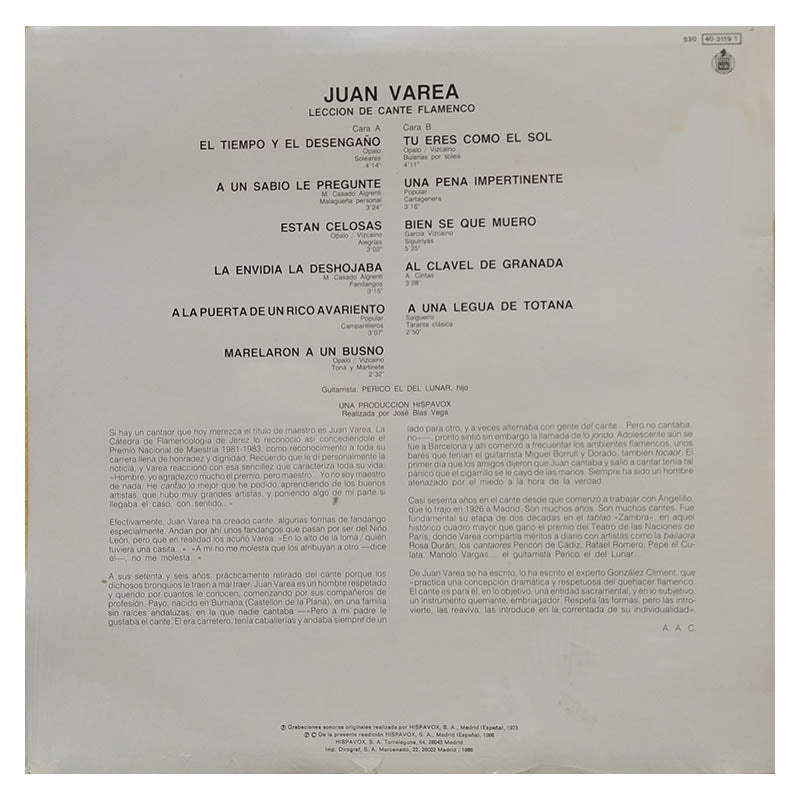 530 40 3119 1
JUAN VAREA
LECCION DE CANTE FLAMENCO
Cara A
EL TIEMPO Y EL DESENGAÑO
Opalo
Soleares
4'14"
A UN SABIO LE PREGUNTE
M. Casado Algrenti
Malagueña personal
3'24"
ESTAN CELOSAS
Opalo / Vizcaino
Alegrias
3'02"
LA ENVIDIA LA DESHOJABA
M. Casado Algrenti
Fandangos
3'15"
A LA PUERTA DE UN RICO AVARIENTO
Popular
Campanilleros
3'07"
MARELARON A UN BUSNO
Opalo / Vizcaino
Toná y Martinete
2'32"
Cara B
TU ERES COMO EL SOL
Opalo / Vizcaino
Bulerias por soleá
4'11"
UNA PENA IMPERTINENTE
Popular
Cartagenera
3'16"
BIEN SE QUE MUERO
Garcia Vizcaino
Siguiriyas
5'25"
AL CLAVEL DE GRANADA
A. Cintas
3'28"
A UNA LEGUA DE TOTANA
Salgueiro
Taranta clásica
2'50"
Guitarrista: PERICO EL DEL LUNAR, hijo
UNA PRODUCCION HISPAVOX
Realizada por José Blas Vega
Si hay un cantaor que hoy merezca el título de maestro es Juan Varea. La
Cátedra de Flamencología de Jerez lo reconoció así concediéndole el
Premio Nacional de Maestría 1981-1983, como reconocimiento a toda su
carrera llena de honradez y dignidad. Recuerdo que le di personalmente la
noticia, y Varea reaccionó con esa sencillez que caracteriza toda su vida:
«Hombre, yo agradezco mucho el premio, pero maestro... Yo no soy maestro
de nada. He cantao lo mejor que he podido, aprendiendo de los buenos
artistas, que hubo muy grandes artistas, y poniendo algo de mi parte si
llegaba el caso, con sentido...»
Efectivamente, Juan Varea ha creado cante, algunas formas de fandango
especialmente. Andan por ahí unos fandangos que pasan por ser del Niño
León, pero que en realidad los acuñó Varea: «En lo alto de la loma / quién
tuviera una casita...» «A mí no me molesta que los atribuyan a otro —dice
él—, no me molesta...»
A sus setenta y seis años, prácticamente retirado del cante porque los
dichosos bronquios le traen a mal traer, Juan Varea es un hombre respetado
y querido por cuantos le conocen, comenzando por sus compañeros de
profesión. Payo, nacido en Burriana (Castellón de la Plana), en una familia
sin raíces andaluzas, en la que nadie cantaba —«Pero a mi padre le
gustaba el cante. El era carretero, tenía caballerías y andaba siempre de un
lado para otro, y a veces alternaba con gente del cante... Pero no cantaba,
no»—, pronto sintió sin embargo la llamada de lo jondo. Adolescente aún se
fue a Barcelona y allí comenzó a frecuentar los ambientes flamencos, unos
bares que tenían el guitarrista Miguel Borrull y Dorado, también tocaor. El
primer día que los amigos dijeron que Juan cantaba y salió a cantar tenía tal
pánico que el cigarrillo se le cayó de las manos. Siempre ha sido un hombre
atenazado por el miedo a la hora de la verdad.
Casi sesenta años en el cante desde que comenzó a trabajar con Angelillo,
que lo trajo en 1926 a Madrid. Son muchos años. Son muchos cantes. Fue
fundamental su etapa de dos décadas en el tablao «Zambra», en aquel
histórico cuadro mayor que ganó el premio del Teatro de las Naciones de
París, donde Varea compartía méritos a diario con artistas como la bailaora
Rosa Durán, los cantaores Pericón de Cádiz, Rafael Romero, Pepe el Cu-
lata, Manolo Vargas..., el guitarrista Perico el del Lunar...
De Juan Varea se ha escrito, lo ha escrito el experto González Climent, que
«practica una concepción dramática y respetuosa del quehacer flamenco.
El cante es para él, en lo objetivo, una entidad sacramental, y en lo subjetivo,
un instrumento quemante, embriagador. Respeta las formas, pero las intro-
vierte, las reaviva, las introduce en la correntada de su individualidad».
A. A. C.
℗ Grabaciones sonoras originales realizada por HISPAVOX, S. A., Madrid (España), 1973
℗ © De la presente reedición HISPAVOX, S. A., Madrid (España), 1986
HISPAVOX, S. A. Torrelaguna, 64, 28043 Madrid
Imp. Dirograf, S. A. Marcenado, 22. 28002 Madrid / 1986